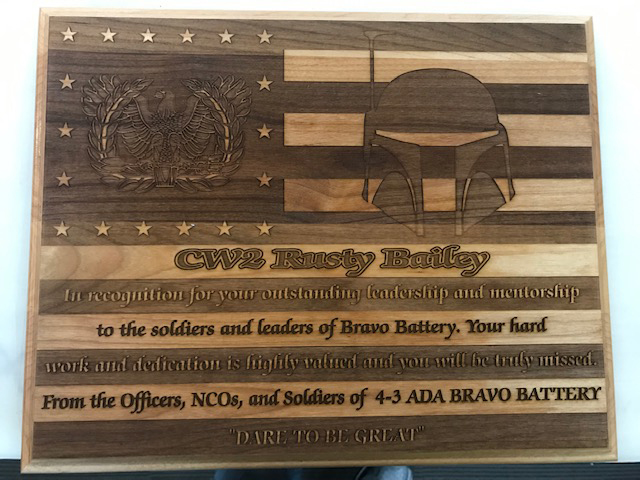 CW2 Rusty Bailey
In recognition for your outstanding leadership and mentorship
to the soldiers and leaders of Bravo Battery. Your hard
work and dedication is highly valued and you will be truly missed.
From the Officers, NCOs, and Soldiers of 4-3 ADA BRAVO BATTERY
"DARE TO BE GREAT"